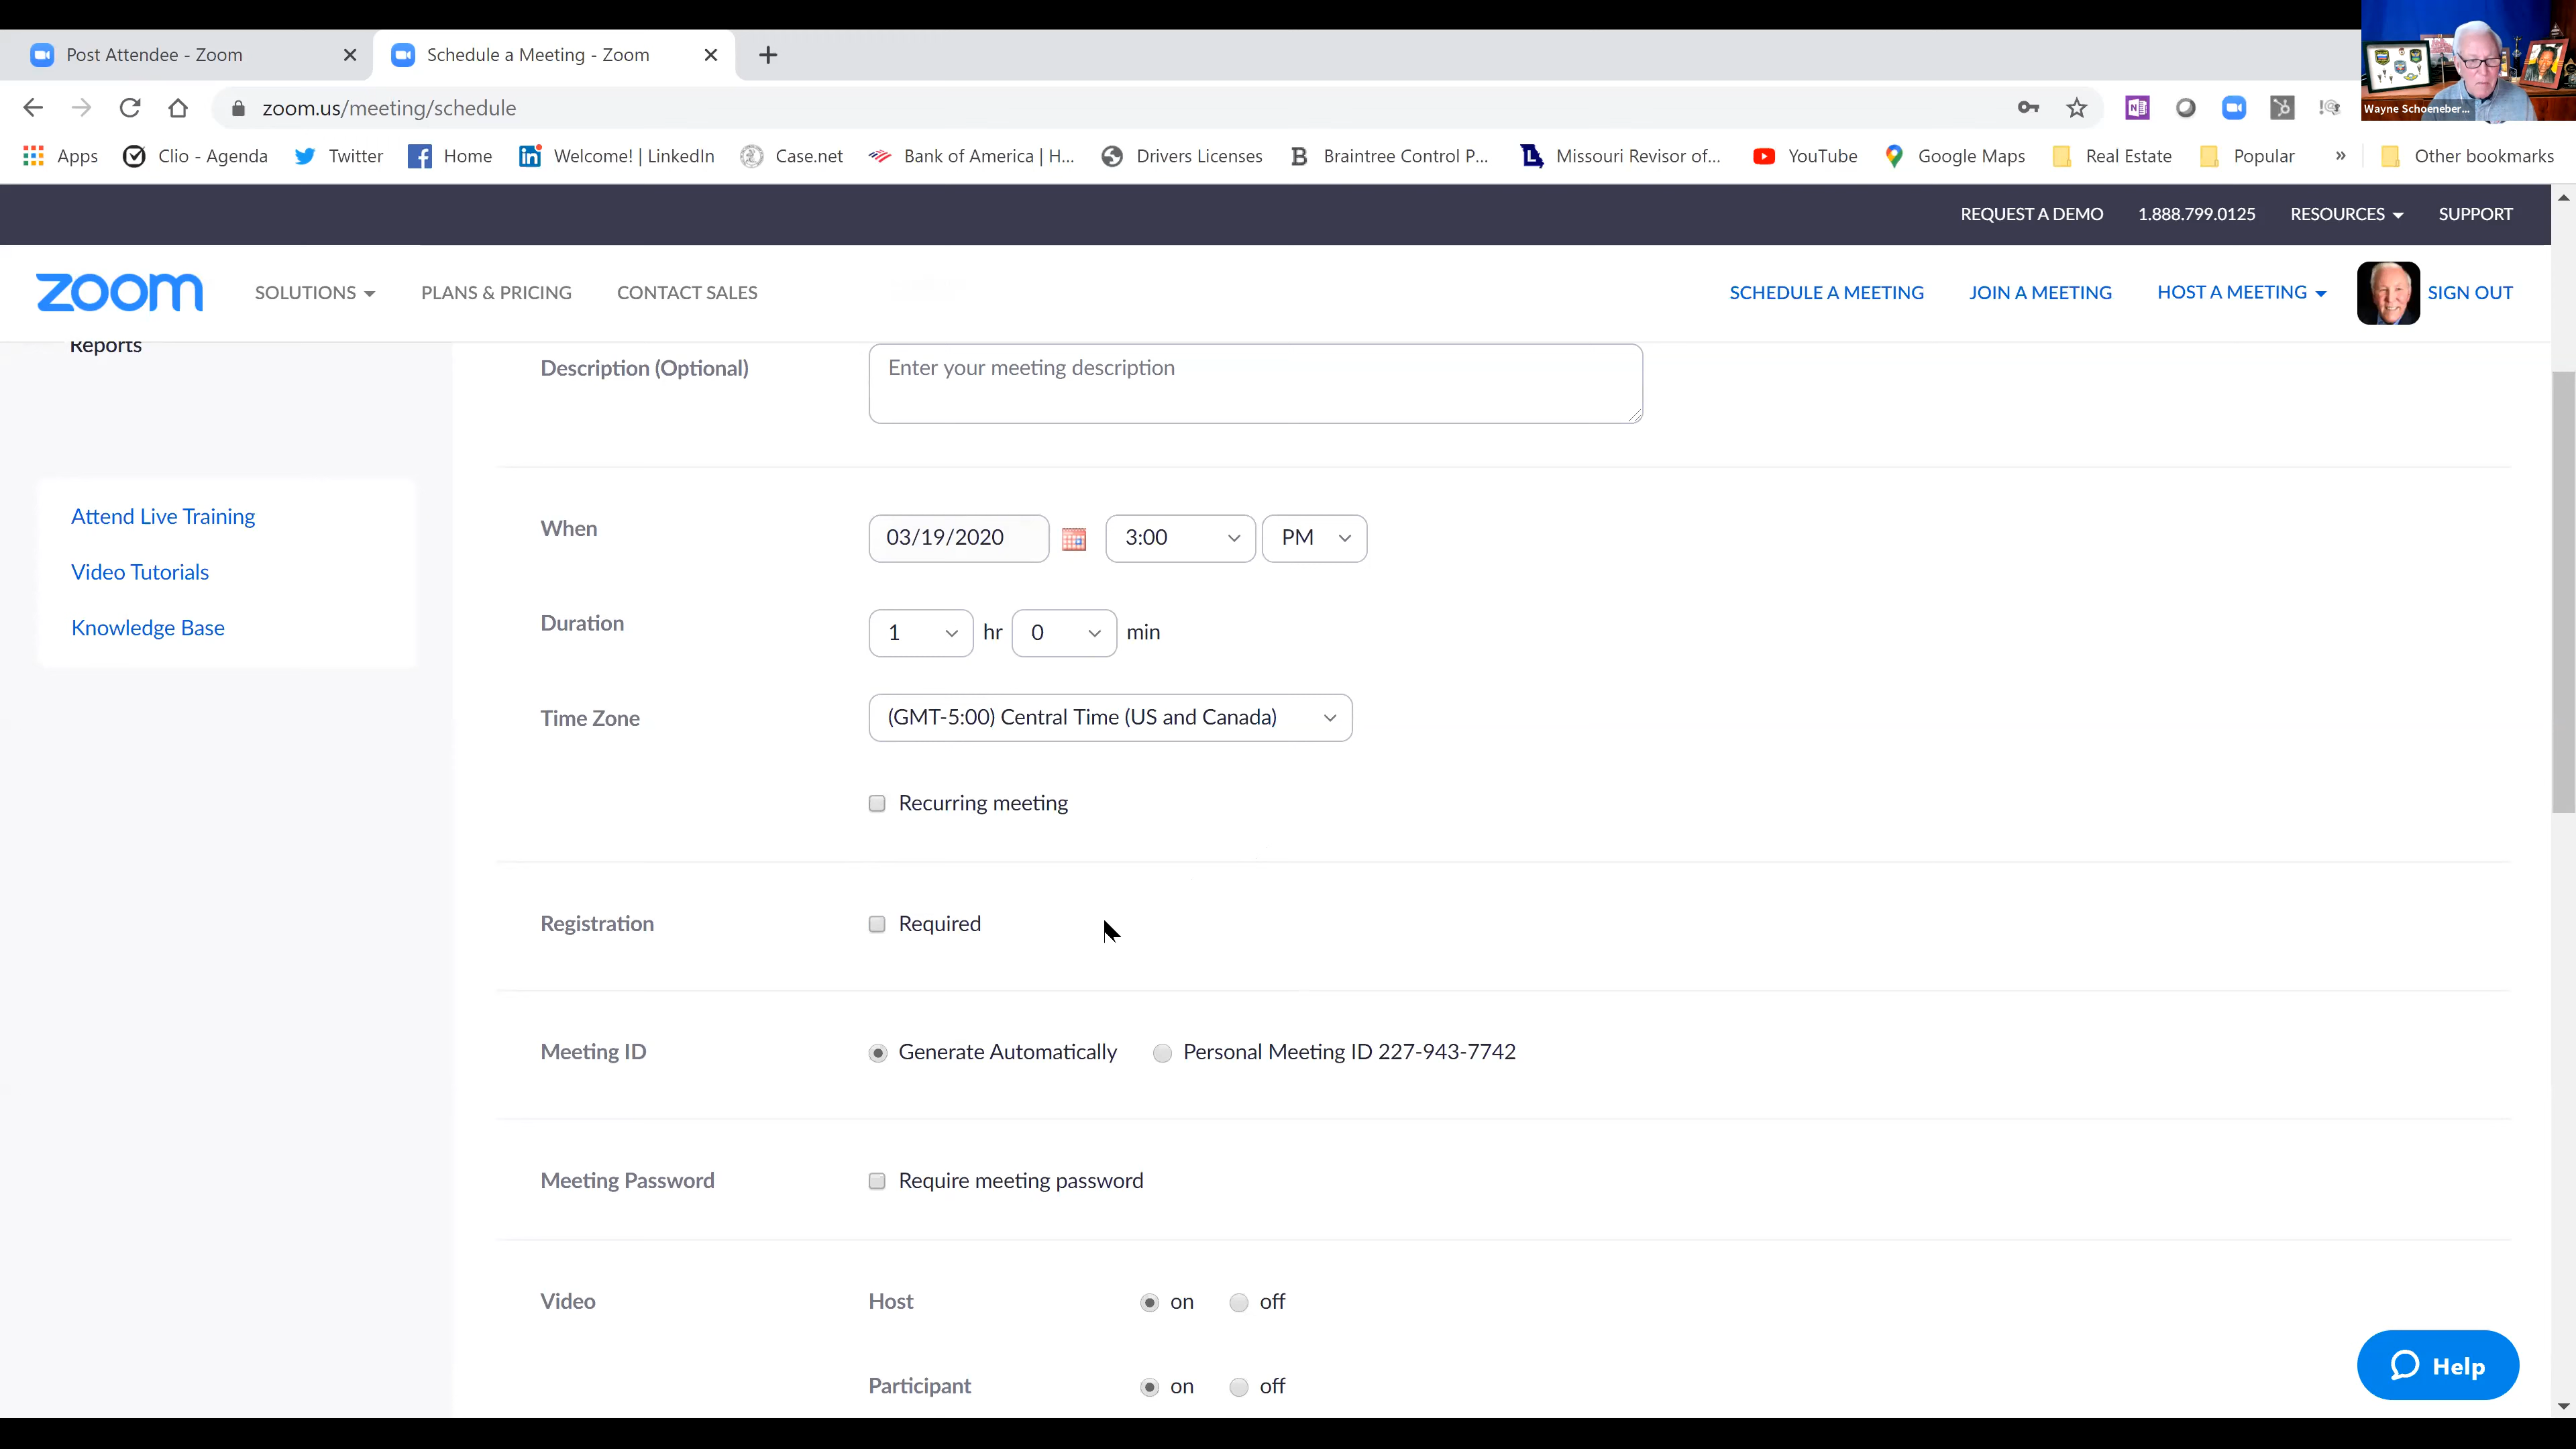 Post Attendee - Zoom Schedule a Meeting - Zoom
Wayne Schoeneber...
zoom.us/meeting/schedule
Apps Clio - Agenda Twitter Home Welcome! | LinkedIn Case.net Bank of America | H... Drivers Licenses Braintree Control P... Missouri Revisor of... YouTube Google Maps Real Estate Popular » Other bookmarks
REQUEST A DEMO 1.888.799.0125 RESOURCES SUPPORT
zoom SOLUTIONS PLANS & PRICING CONTACT SALES SCHEDULE A MEETING JOIN A MEETING HOST A MEETING SIGN OUT
Reports
Attend Live Training
Video Tutorials
Knowledge Base
Description (Optional) Enter your meeting description
When 03/19/2020 3:00 PM
Duration 1 hr 0 min
Time Zone (GMT-5:00) Central Time (US and Canada)
Recurring meeting
Registration Required
Meeting ID Generate Automatically Personal Meeting ID 227-943-7742
Meeting Password Require meeting password
Video Host on off
Participant on off
Help